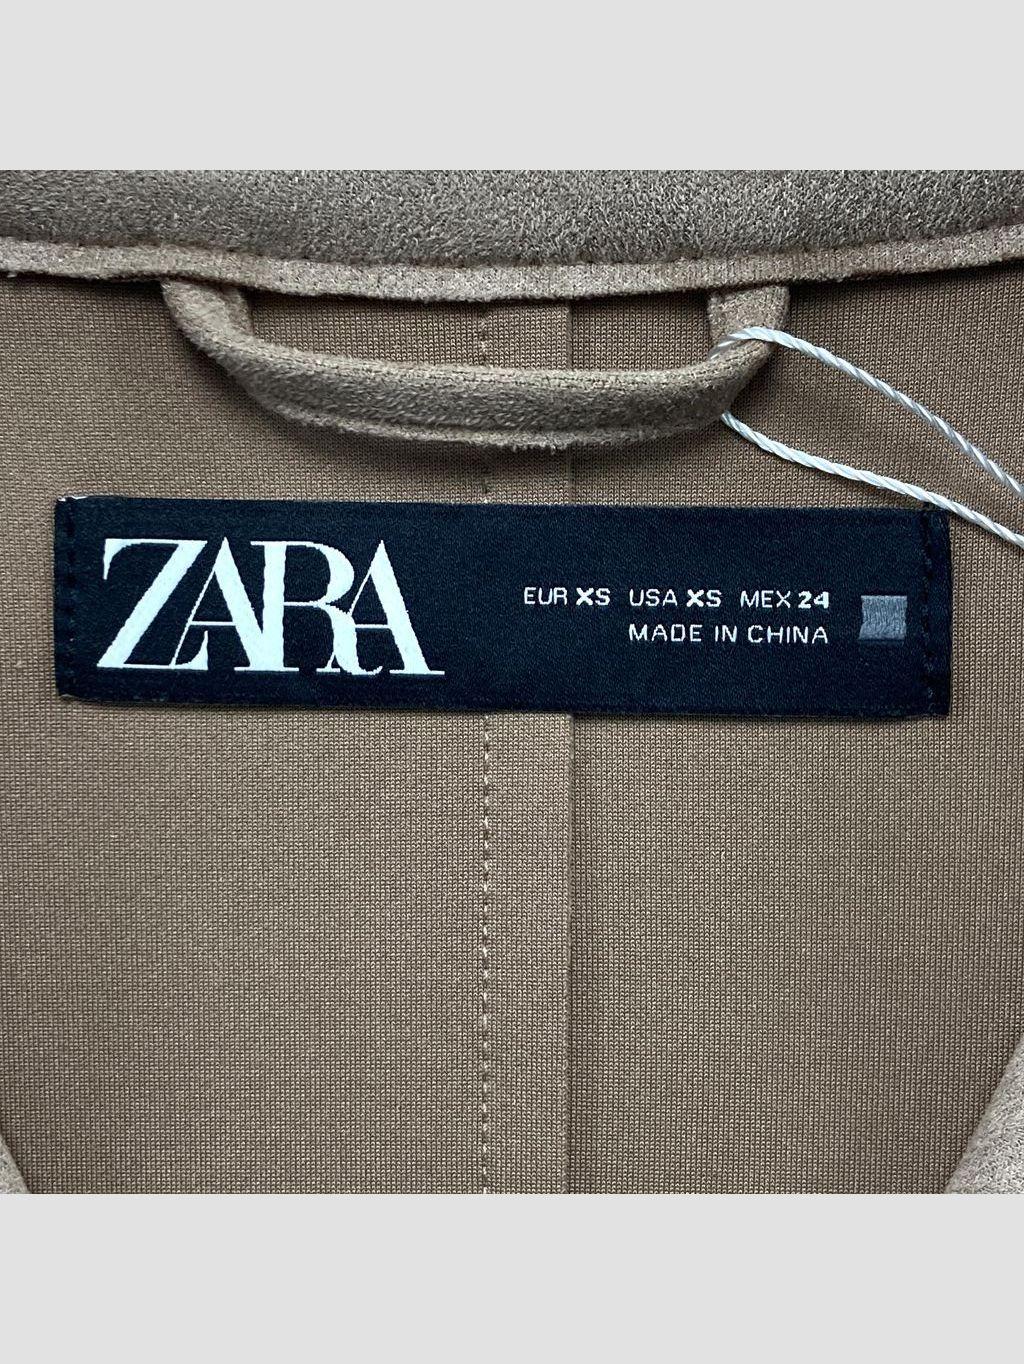 ZARA
EUR XS USA XS MEX 24
MADE IN CHINA